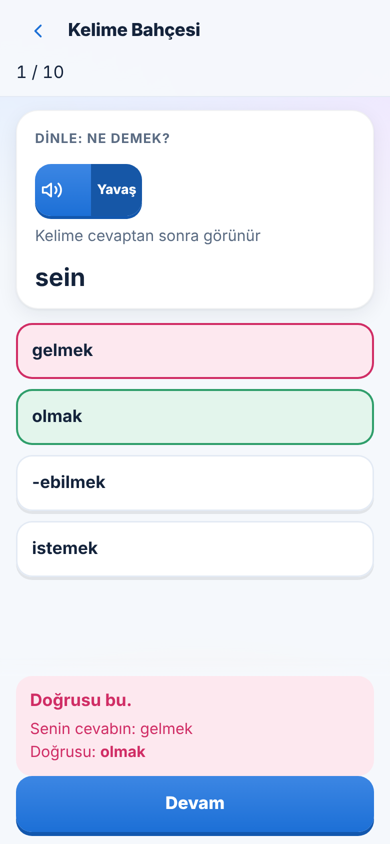 Kelime Bahçesi
1 / 10
DİNLE: NE DEMEK?
Yavaş
Kelime cevaptan sonra görünür
sein
gelmek
olmak
-ebilmek
istemek
Doğrusu bu.
Senin cevabın: gelmek
Doğrusu: olmak
Devam